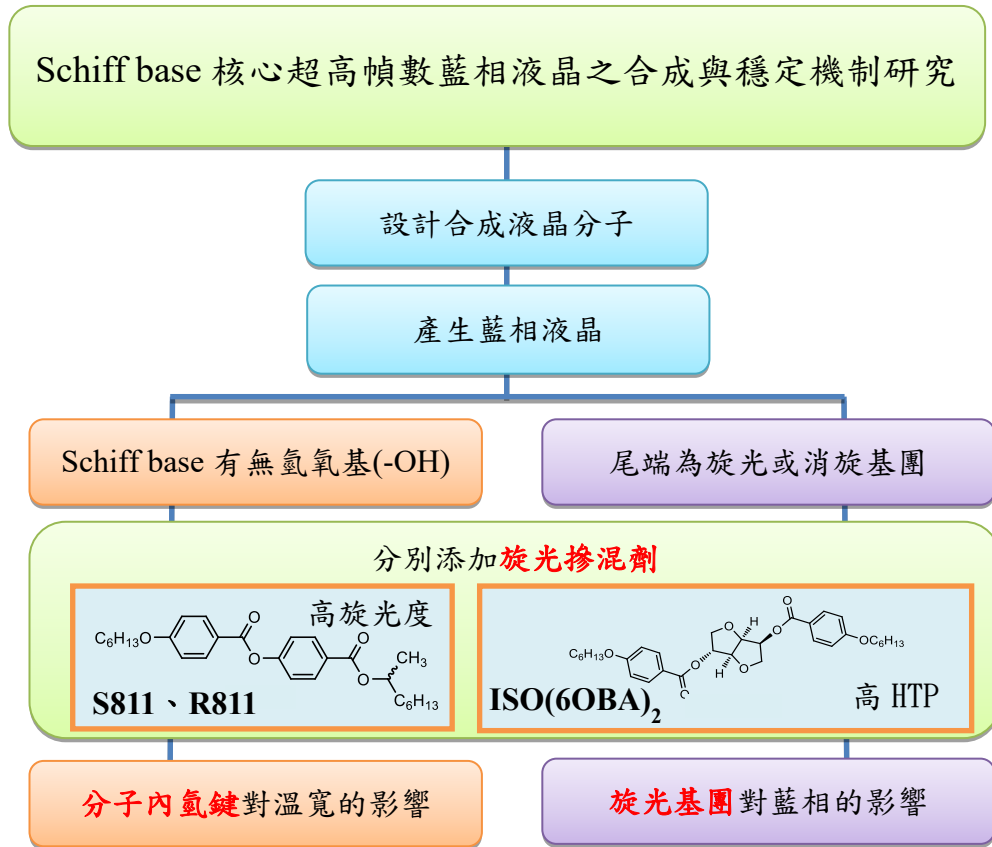 Schiff base 核心超高幀數藍相液晶之合成與穩定機制研究
設計合成液晶分子
產生藍相液晶
Schiff base 有無氫氧基(-OH)
尾端為旋光或消旋基團
分別添加旋光摻混劑
高旋光度
C6H13
O
O
O
O
O
CH3
C6H13
S811、R811
O
H
O
O
C6H13O
O
O
H
O
OC6H13
ISO(6OBA)2
高 HTP
分子內氫鍵對溫寬的影響
旋光基團對藍相的影響